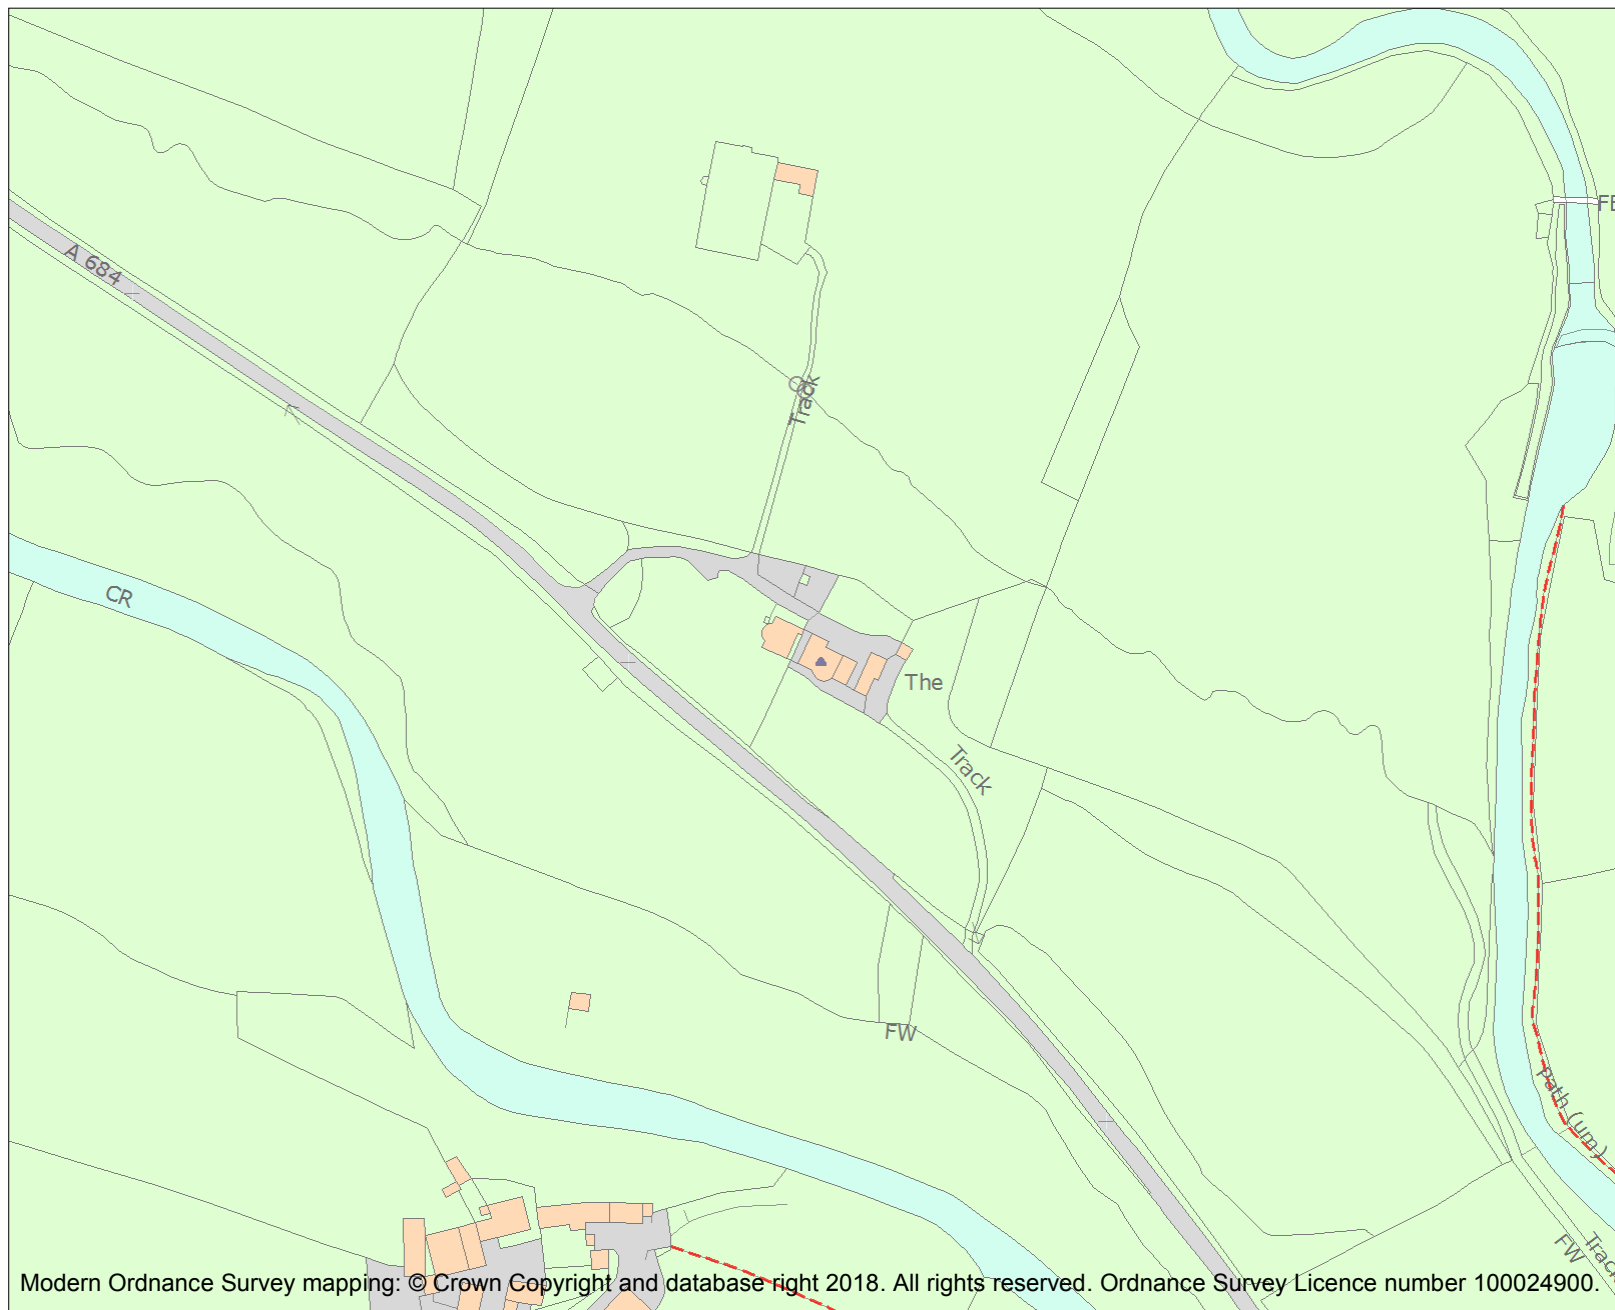 FB
A 684
Track
CR
The
Track
FW
Path (um)
Track
FW
Modern Ordnance Survey mapping: © Crown Copyright and database right 2018. All rights reserved. Ordnance Survey Licence number 100024900.